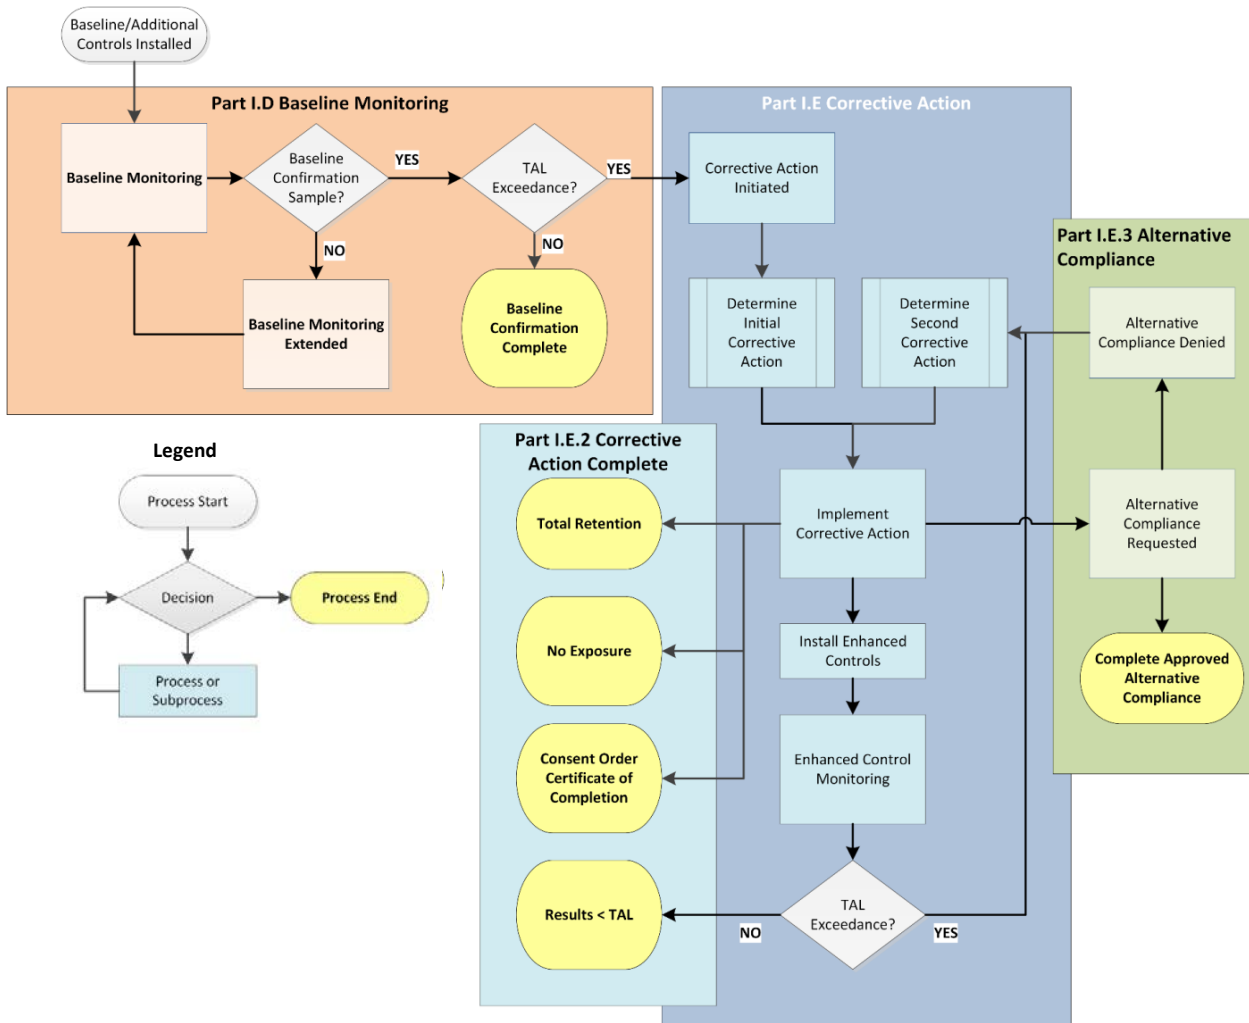 Baseline/Additional
Controls Installed
Part I.D Baseline Monitoring
Baseline Monitoring
Baseline
Confirmation
Sample?
YES
NO
TAL
Exceedance?
YES
NO
Baseline Monitoring
Extended
Baseline
Confirmation
Complete
Part I.E Corrective Action
Corrective Action
Initiated
Determine
Initial
Corrective
Action
Determine
Second
Corrective
Action
Part I.E.3 Alternative
Compliance
Alternative
Compliance Denied
Alternative
Compliance
Requested
Complete Approved
Alternative
Compliance
Legend
Process Start
Decision
Process End
Process or
Subprocess
Part I.E.2 Corrective
Action Complete
Total Retention
No Exposure
Consent Order
Certificate of
Completion
Results < TAL
Implement
Corrective Action
Install Enhanced
Controls
Enhanced Control
Monitoring
TAL
Exceedance?
NO
YES